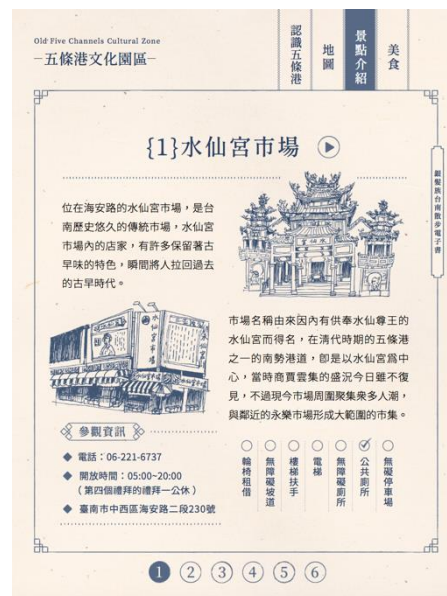 Old Five Channels Cultural Zone
-五條港文化園區-
認識五條港
地圖
景點介紹
美食
{1}水仙宮市場
銀髮族台南散步電子書
位在海安路的水仙宮市場，是台
南歷史悠久的傳統市場，水仙宮
市場內的店家，有許多保留著古
早味的特色，瞬間將人拉回過去
的古早時代。
市場名稱由來因內有供奉水仙尊王的
水仙宮而得名，在清代時期的五條港
之一的南勢港道，即是以水仙宮為中
心，當時商賈雲集的盛況今日雖不復
見，不過現今市場周圍聚集眾多人潮，
與鄰近的永樂市場形成大範圍的市集。
參觀資訊
電話：06-221-6737
開放時間：05:00~20:00
（第四個禮拜的禮拜一公休）
臺南市中西區海安路二段230號
輪椅租借
無障礙坡道
樓梯扶手
電梯
無障礙廁所
公共廁所
無礙停車場
1 2 3 4 5 6